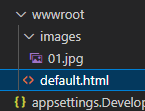 wwwroot
images
01.jpg
<> default.html
{} appsettings.Develop